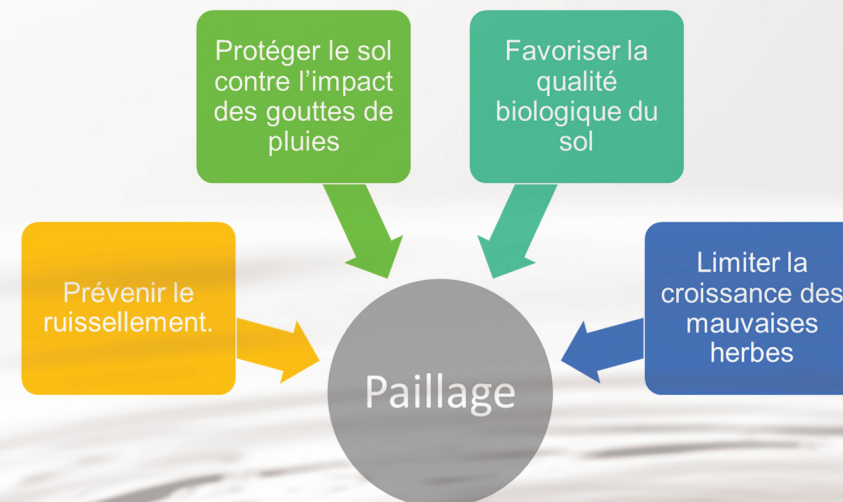 Protéger le sol
contre l’impact
des gouttes de
pluies
Favoriser la
qualité
biologique du
sol
Prévenir le
ruissellement.
Limiter la
croissance des
mauvaises
herbes
Paillage